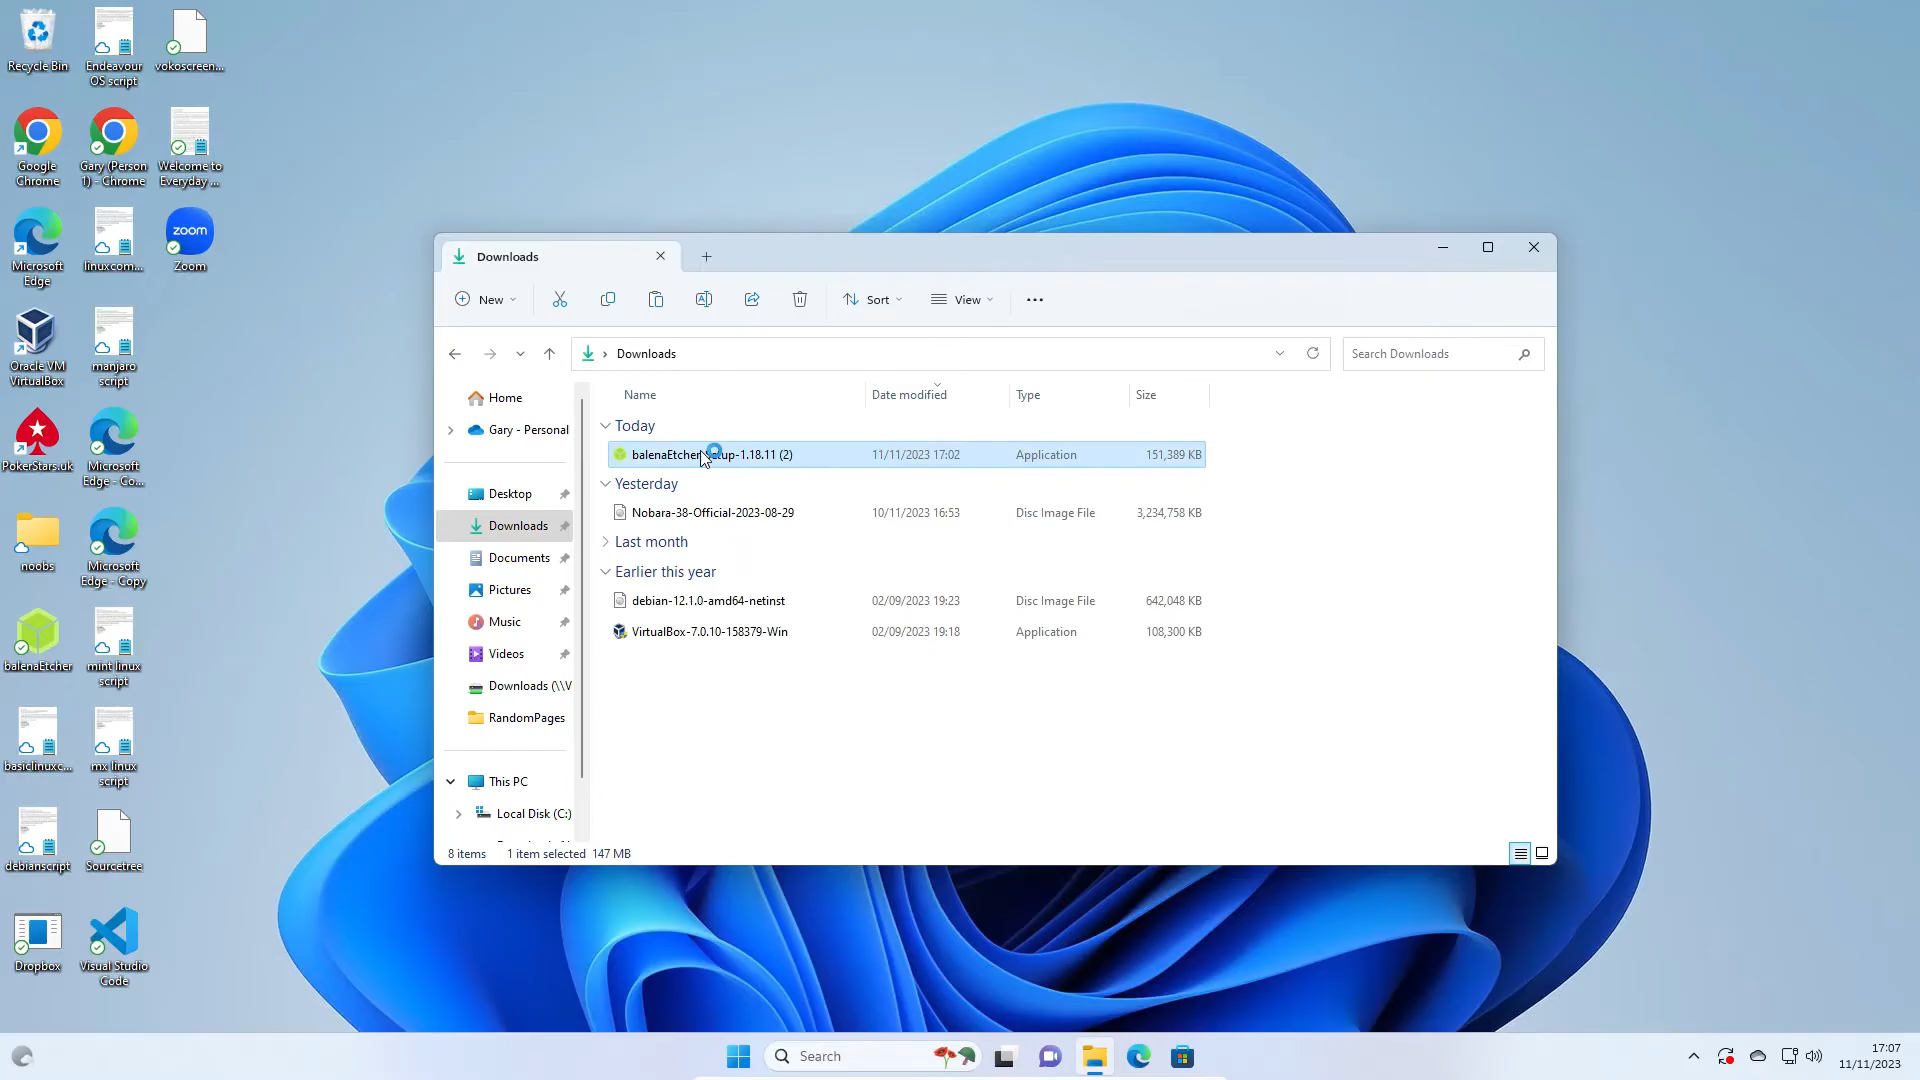 Recycle Bin
Endeavour
OS script
vokoscreen...
Google
Chrome
Gary (Person
1) - Chrome
Welcome to
Everyday ...
Microsoft
Edge
linuxcom...
zoom
Zoom
Oracle VM
VirtualBox
manjaro
script
PokerStars.uk
Microsoft
Edge - Co...
noobs
Microsoft
Edge - Copy
balenaEtcher
mint linux
script
basiclinuxc...
mx linux
script
debianscript
Sourcetree
Dropbox
Visual Studio
Code
Downloads
New
Sort
View
Downloads
Search Downloads
Home
Gary - Personal
Desktop
Downloads
Documents
Pictures
Music
Videos
Downloads (\\V
RandomPages
This PC
Local Disk (C:)
Name
Date modified
Type
Size
Today
balenaEtcher up-1.18.11 (2)
11/11/2023 17:02
Application
151,389 KB
Yesterday
Nobara-38-Official-2023-08-29
10/11/2023 16:53
Disc Image File
3,234,758 KB
Last month
Earlier this year
debian-12.1.0-amd64-netinst
02/09/2023 19:23
Disc Image File
642,048 KB
VirtualBox-7.0.10-158379-Win
02/09/2023 19:18
Application
108,300 KB
8 items
1 item selected 147 MB
Search
17:07
11/11/2023